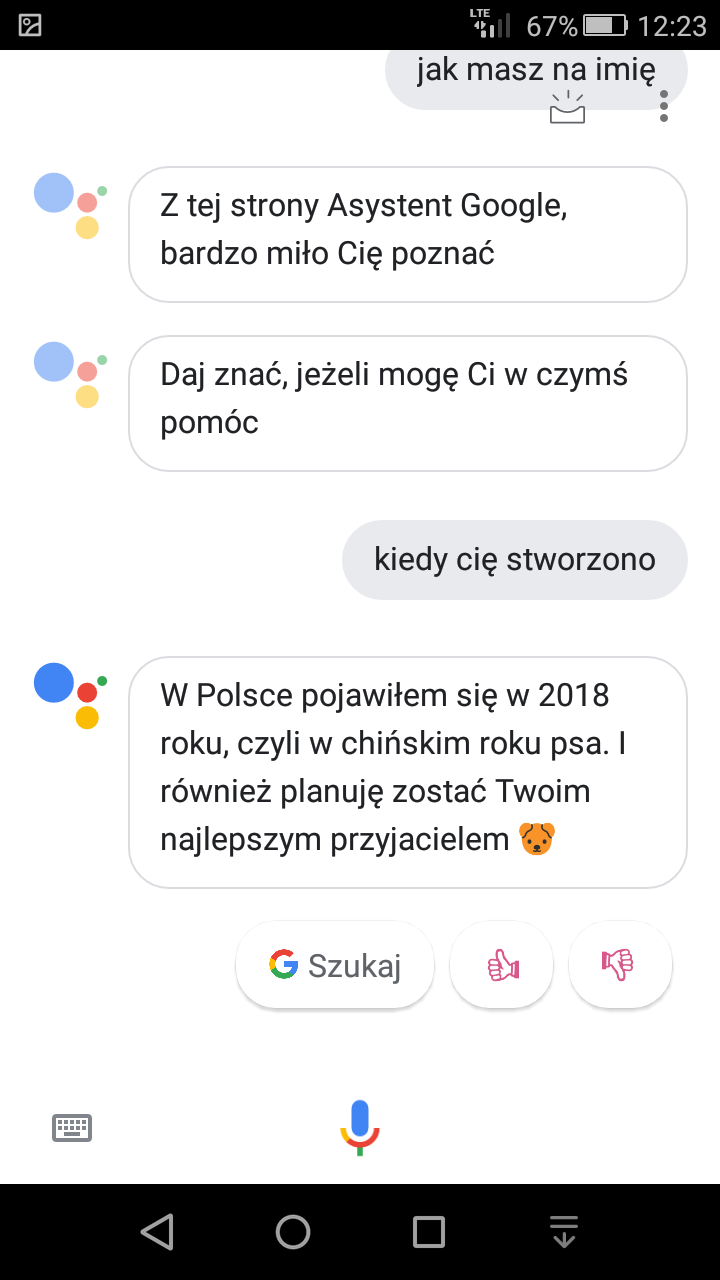 LTE
67% 12:23
jak masz na imię
Z tej strony Asystent Google,
bardzo miło Cię poznać
Daj znać, jeżeli mogę Ci w czymś
pomóc
kiedy cię stworzono
W Polsce pojawiłem się w 2018
roku, czyli w chińskim roku psa. I
również planuję zostać Twoim
najlepszym przyjacielem 🐶
G Szukaj